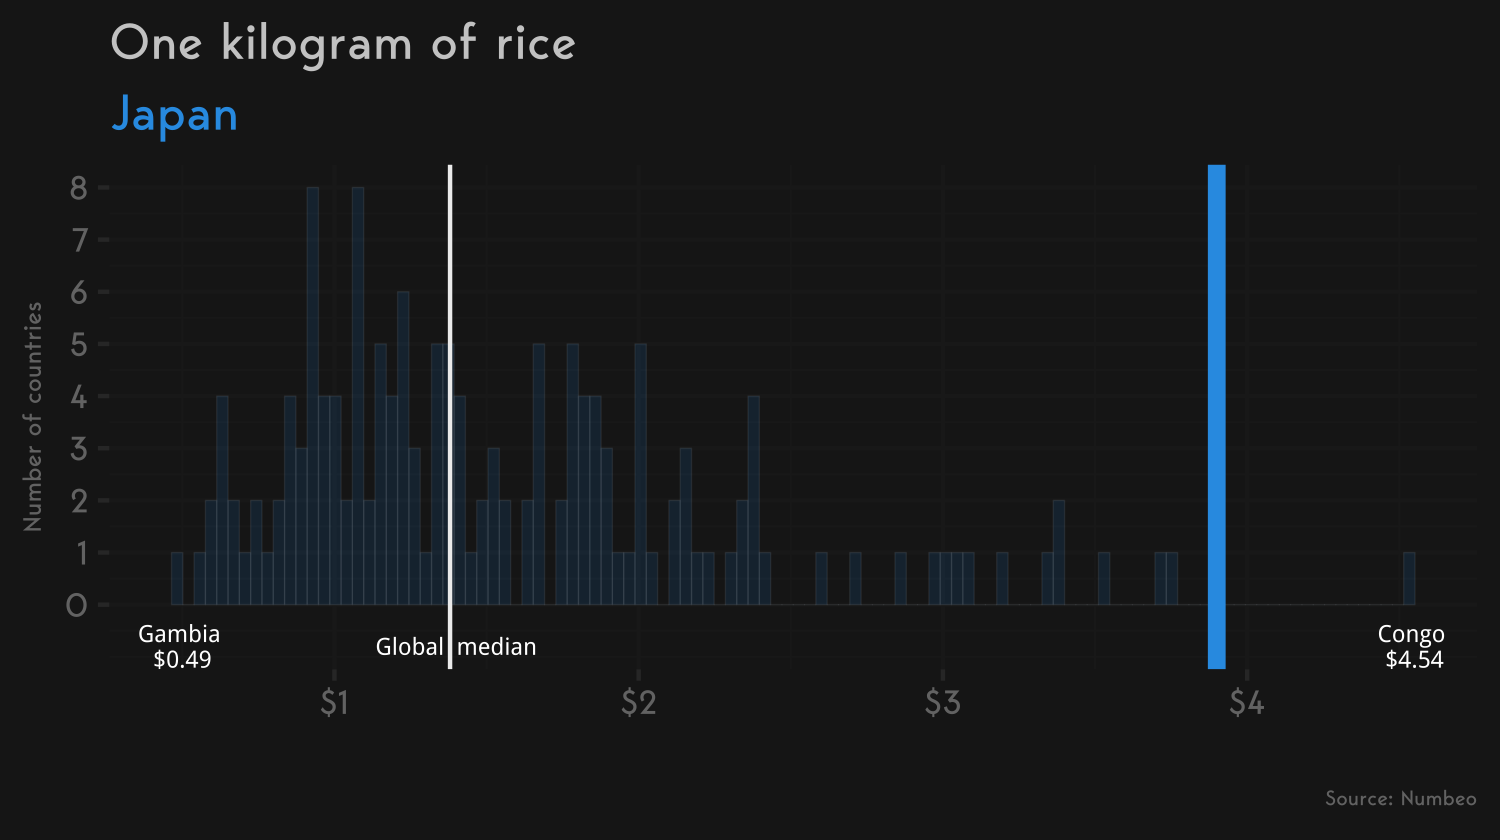 One kilogram of rice
Japan
Number of countries
8
7
6
5
4
3
2
1
0
Gambia
$0.49
Global median
Congo
$4.54
$1 $2 $3 $4
Source: Numbeo